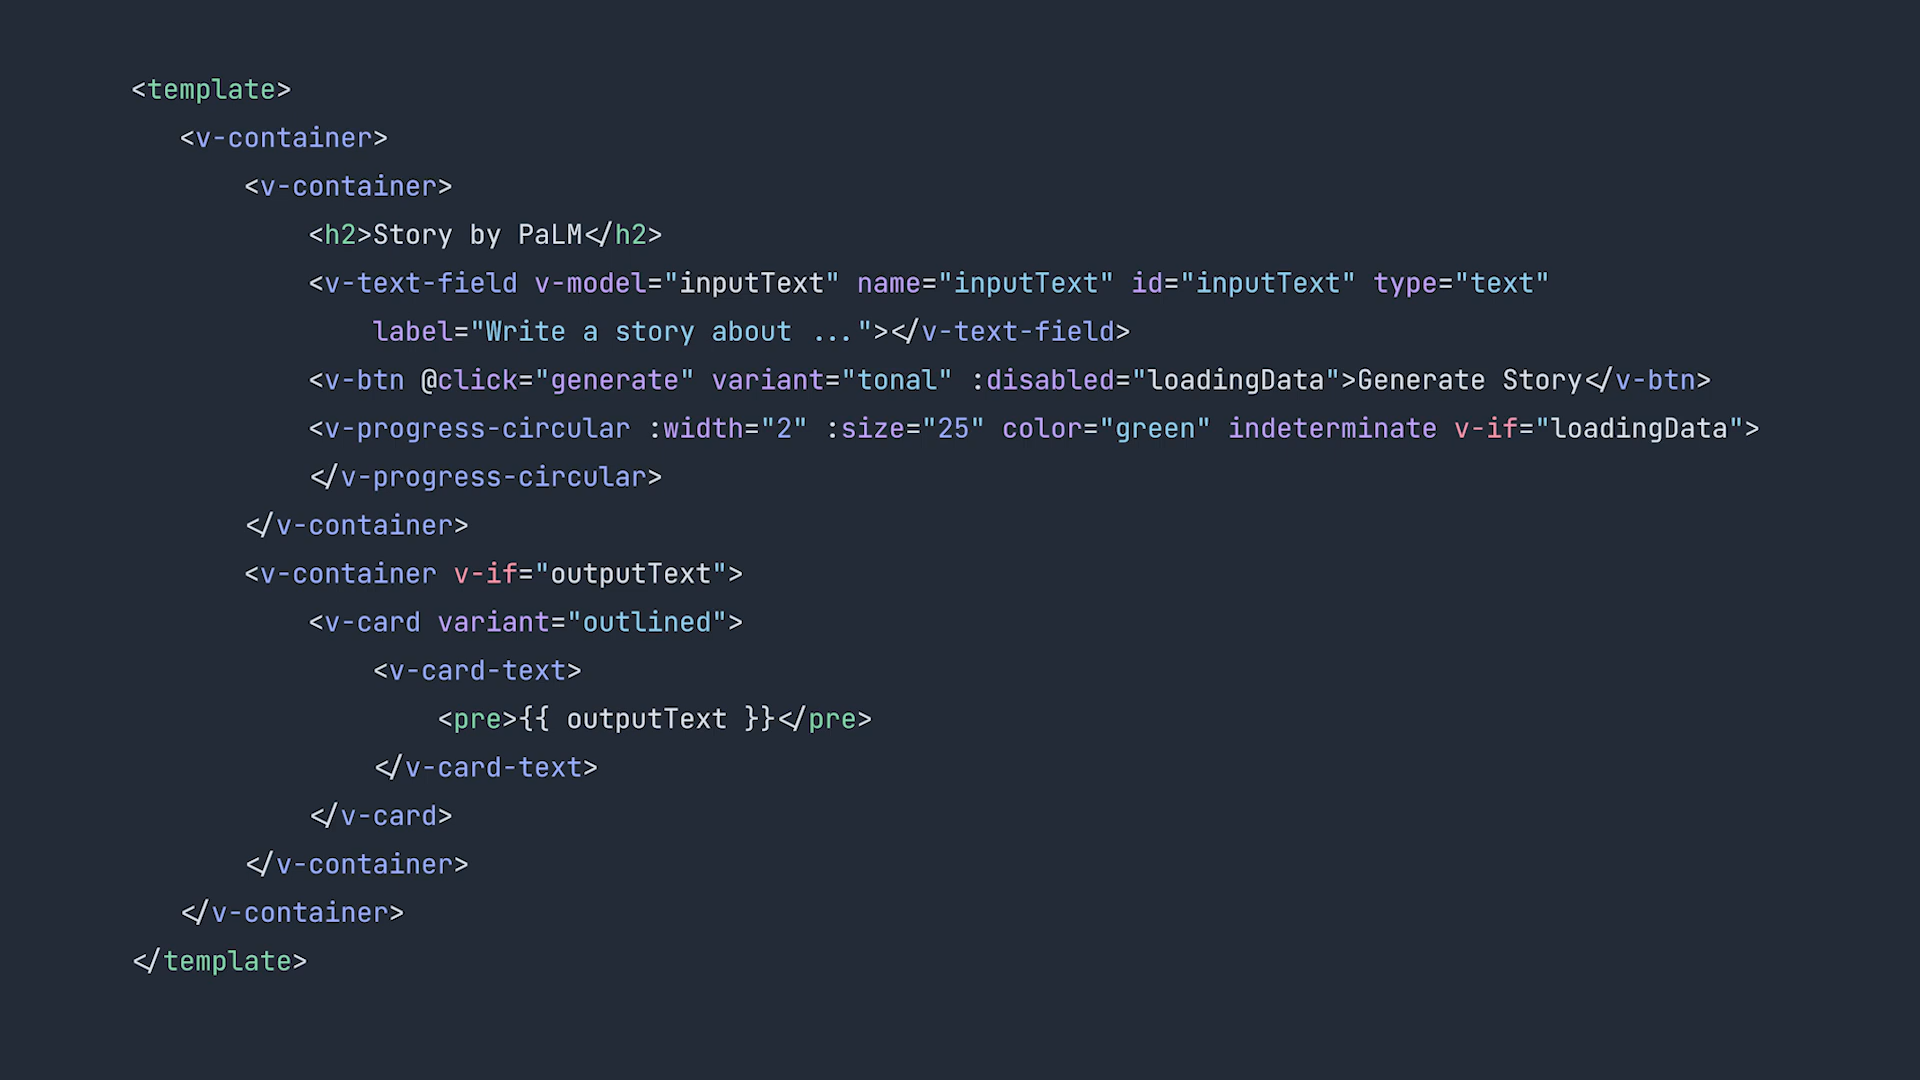 <template>
<v-container>
<v-container>
<h2>Story by PaLM</h2>
<v-text-field v-model="inputText" name="inputText" id="inputText" type="text"
label="Write a story about ..."></v-text-field>
<v-btn @click="generate" variant="tonal" :disabled="loadingData">Generate Story</v-btn>
<v-progress-circular :width="2" :size="25" color="green" indeterminate v-if="loadingData">
</v-progress-circular>
</v-container>
<v-container v-if="outputText">
<v-card variant="outlined">
<v-card-text>
<pre>{{ outputText }}</pre>
</v-card-text>
</v-card>
</v-container>
</v-container>
</template>